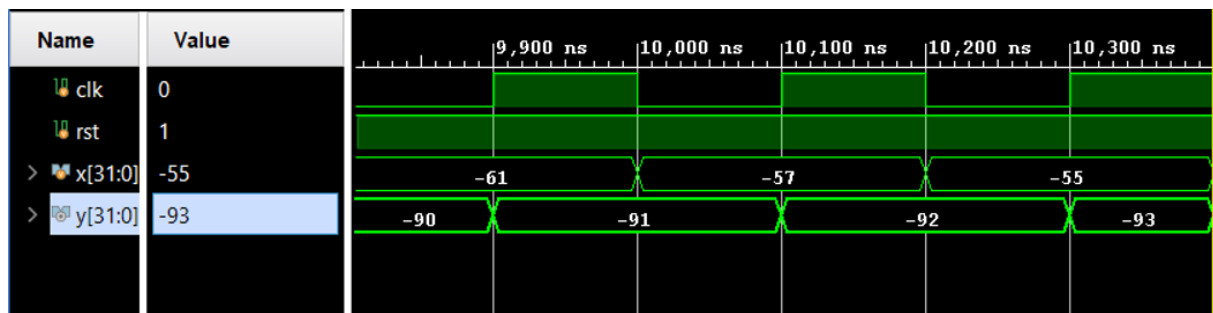 Name Value 9,900 ns 10,000 ns 10,100 ns 10,200 ns 10,300 ns
clk 0
rst 1
x[31:0] -55 -61 -57 -55
y[31:0] -93 -90 -91 -92 -93